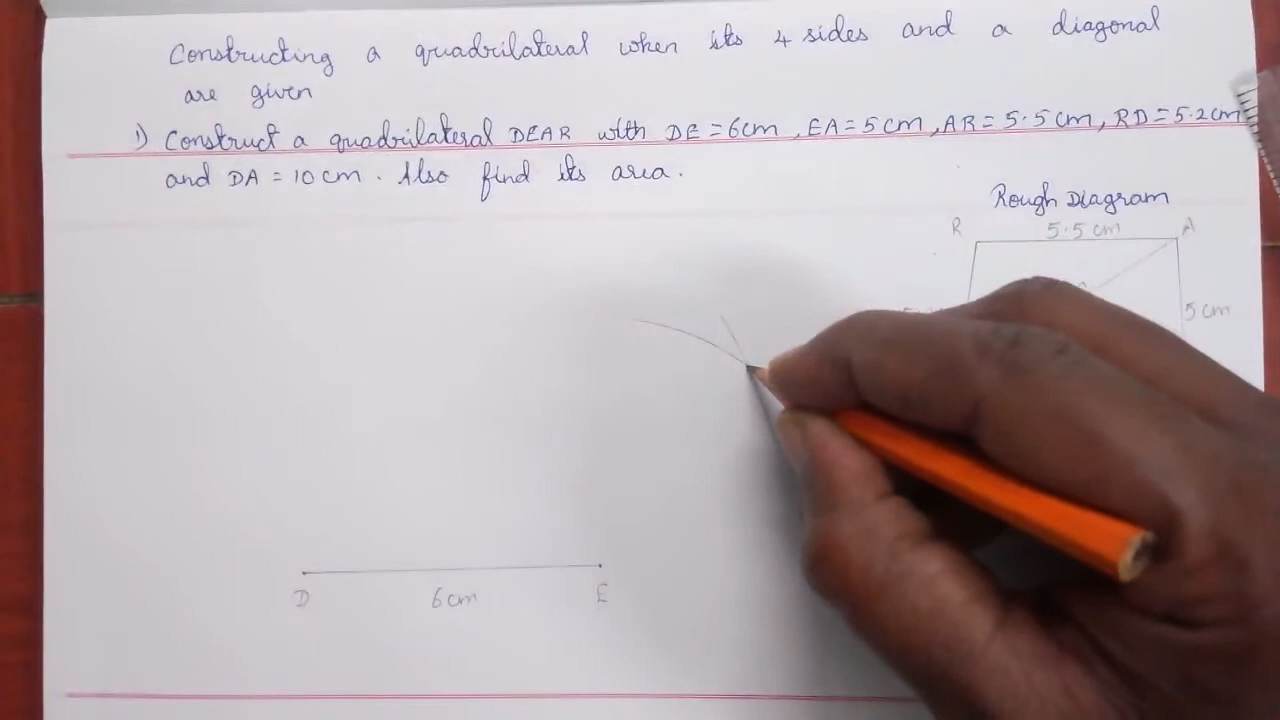 Constructing a quadrilateral when its 4 sides and a diagonal
are given
1) Construct a quadrilateral DEAR with DE = 6cm, EA = 5cm, AR = 5.5cm, RD = 5.2cm
and DA = 10cm. Also find its area.
Rough Diagram
R 5.5 cm A
5 cm
D 6cm E